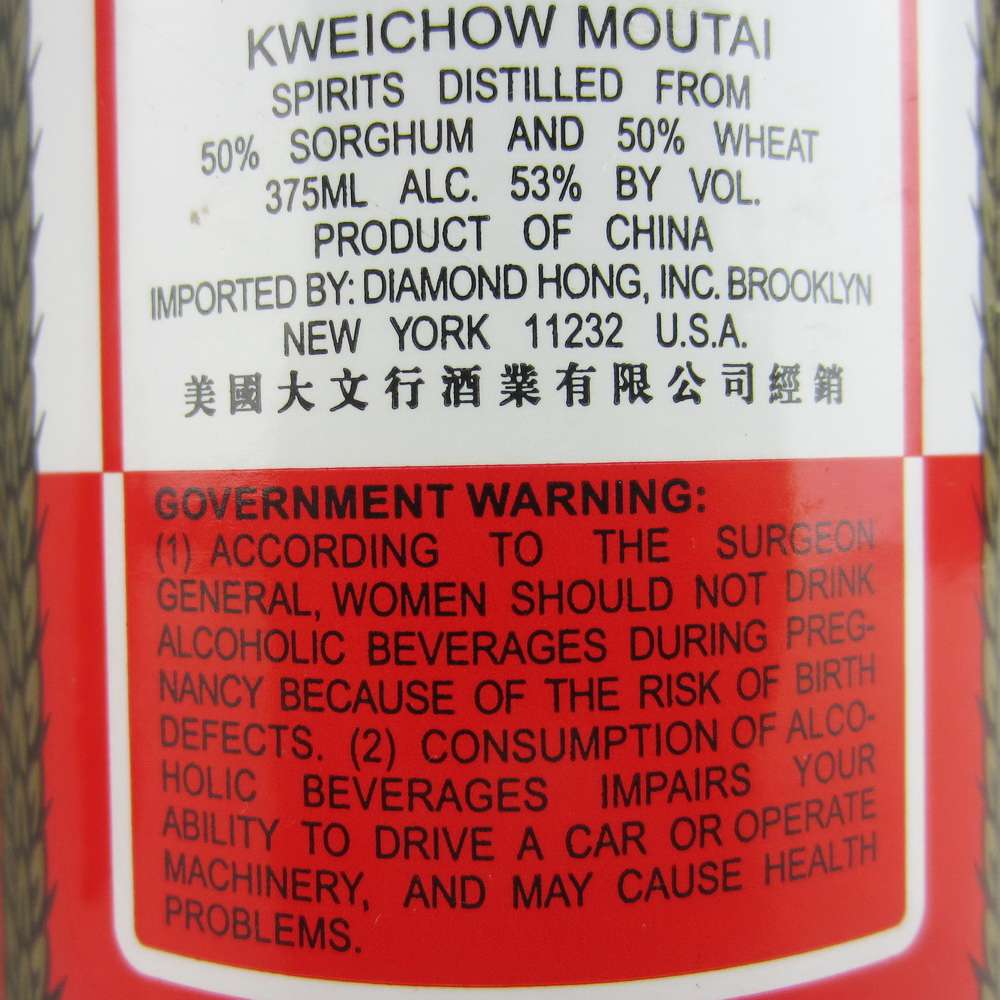 KWEICHOW MOUTAI
SPIRITS DISTILLED FROM
50% SORGHUM AND 50% WHEAT
375ML ALC. 53% BY VOL.
PRODUCT OF CHINA
IMPORTED BY: DIAMOND HONG, INC. BROOKLYN
NEW YORK 11232 U.S.A.
美國大文行酒業有限公司經銷
GOVERNMENT WARNING:
(1) ACCORDING TO THE SURGEON
GENERAL, WOMEN SHOULD NOT DRINK
ALCOHOLIC BEVERAGES DURING PREG-
NANCY BECAUSE OF THE RISK OF BIRTH
DEFECTS. (2) CONSUMPTION OF ALCO-
HOLIC BEVERAGES IMPAIRS YOUR
ABILITY TO DRIVE A CAR OR OPERATE
MACHINERY, AND MAY CAUSE HEALTH
PROBLEMS.